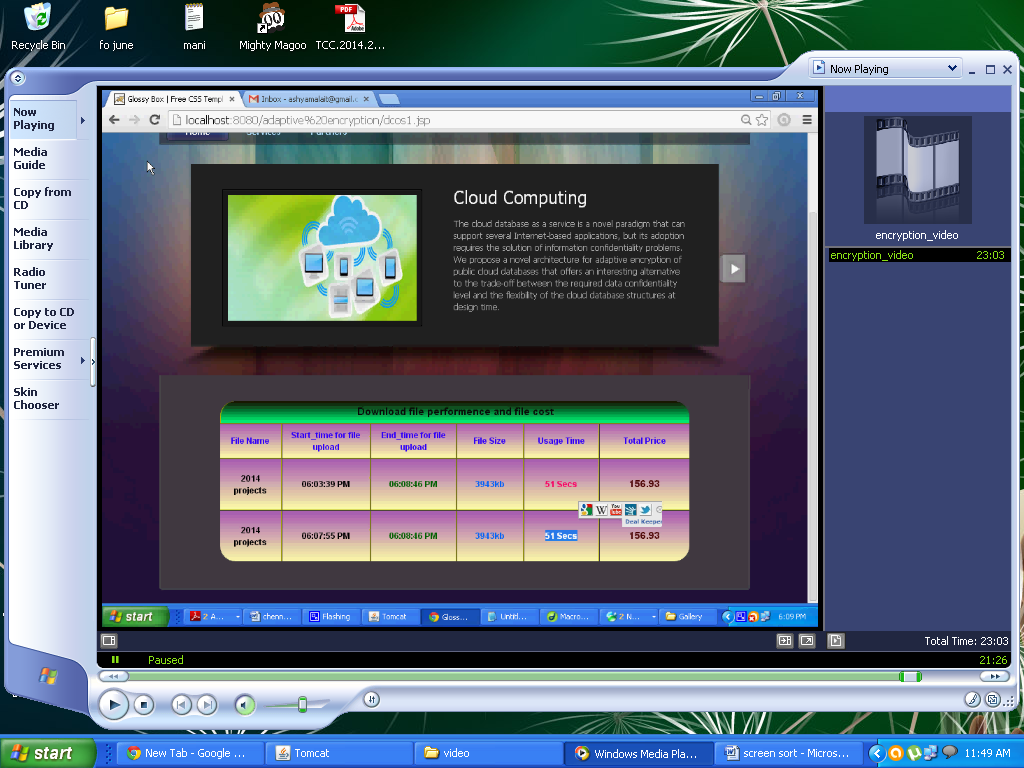 Recycle Bin
fo june
mani
Mighty Magoo
TCC.2014.2...
Now Playing
Now
Playing
Media
Guide
Copy from
CD
Media
Library
Radio
Tuner
Copy to CD
or Device
Premium
Services
Skin
Chooser
Glossy Box | Free CSS Templ
Inbox - ashyamalait@gmail.c
localhost:8080/adaptive%20encryption/dcos1.jsp
Home Services Partners
Cloud Computing
The cloud database as a service is a novel paradigm that can
support several Internet-based applications, but its adoption
requires the solution of information confidentiality problems.
We propose a novel architecture for adaptive encryption of
public cloud databases that offers an interesting alternative
to the trade-off between the required data confidentiality
level and the flexibility of the cloud database structures at
design time.
Download file performence and file cost
File Name
Start_time for file
upload
End_time for file
upload
File Size
Usage Time
Total Price
2014
projects
06:03:39 PM
06:08:46 PM
3943kb
51 Secs
156.93
W
You
Tube
Deal Keeper
2014
projects
06:07:55 PM
06:08:46 PM
3943kb
51 Secs
156.93
start
2 A...
chenn...
Flashing
Tomcat
Gloss...
Untitl...
Macro...
2 N...
Gallery
6:09 PM
encryption_video
encryption_video 23:03
Total Time: 23:03
Paused
21:26
start
New Tab - Google ...
Tomcat
video
Windows Media Pla...
screen sort - Micros...
11:49 AM